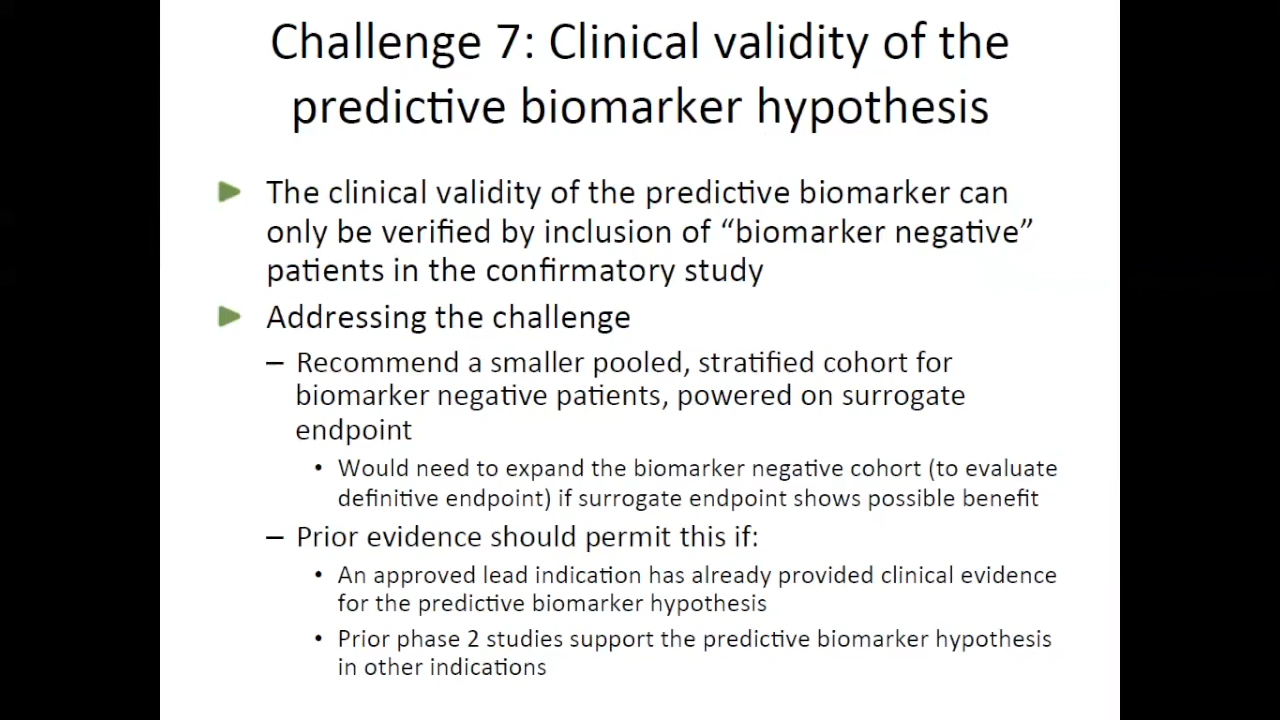 Challenge 7: Clinical validity of the
predictive biomarker hypothesis
The clinical validity of the predictive biomarker can
only be verified by inclusion of “biomarker negative”
patients in the confirmatory study
Addressing the challenge
– Recommend a smaller pooled, stratified cohort for
biomarker negative patients, powered on surrogate
endpoint
• Would need to expand the biomarker negative cohort (to evaluate
definitive endpoint) if surrogate endpoint shows possible benefit
– Prior evidence should permit this if:
• An approved lead indication has already provided clinical evidence
for the predictive biomarker hypothesis
• Prior phase 2 studies support the predictive biomarker hypothesis
in other indications